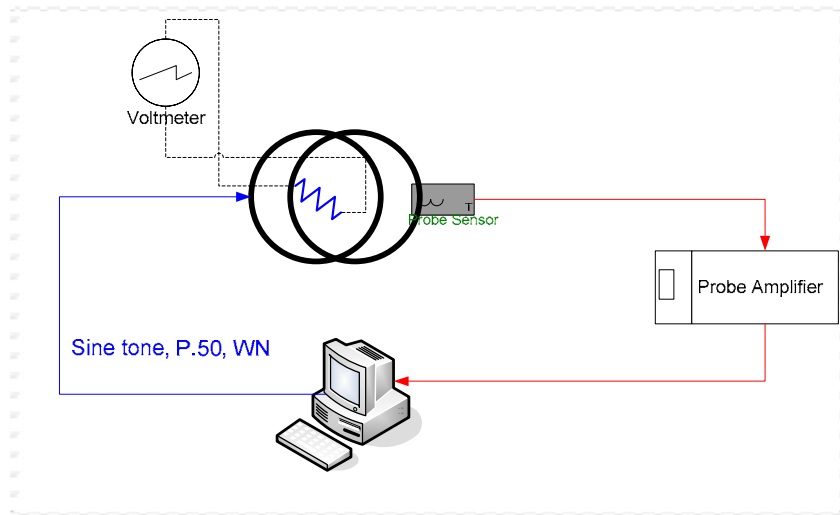 Voltmeter
T
Probe Sensor
Probe Amplifier
Sine tone, P.50, WN